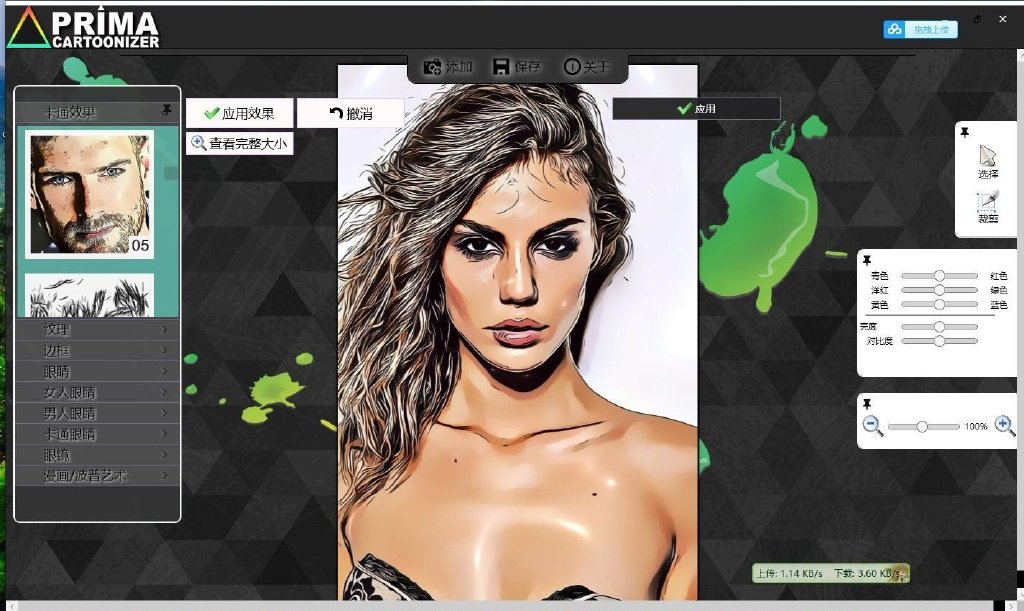 PRIMA
CARTOONIZER
拖拽上传
添加 保存 关于
卡通效果
05
纹理
边框
眼睛
女人眼睛
男人眼睛
卡通眼睛
眼镜
漫画/波普艺术
应用效果 撤消
查看完整大小
应用
选择
裁剪
青色 红色
洋红 绿色
黄色 蓝色
亮度
对比度
100%
上传: 1.14 KB/s 下载: 3.60 KB/s